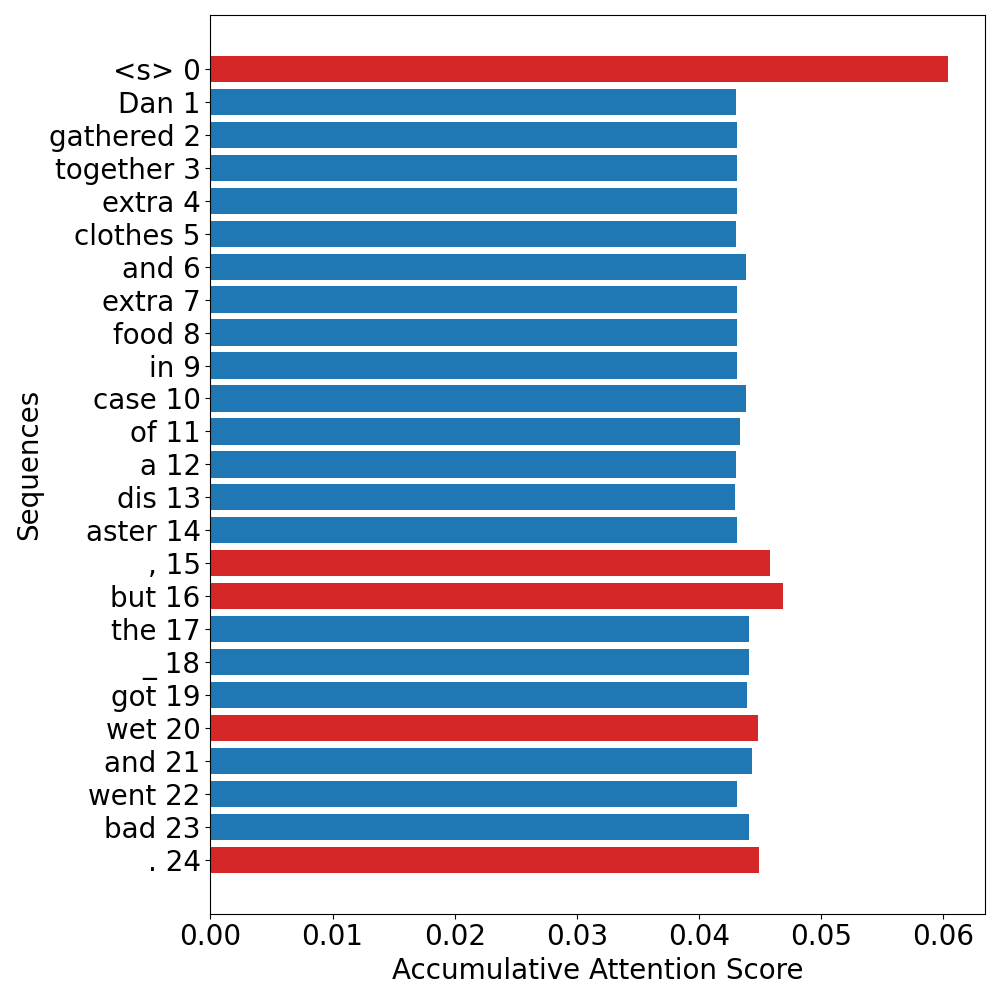 <s> 0
Dan 1
gathered 2
together 3
extra 4
clothes 5
and 6
extra 7
food 8
in 9
case 10
of 11
a 12
dis 13
aster 14
, 15
but 16
the 17
_ 18
got 19
wet 20
and 21
went 22
bad 23
. 24
Sequences
0.00 0.01 0.02 0.03 0.04 0.05 0.06
Accumulative Attention Score